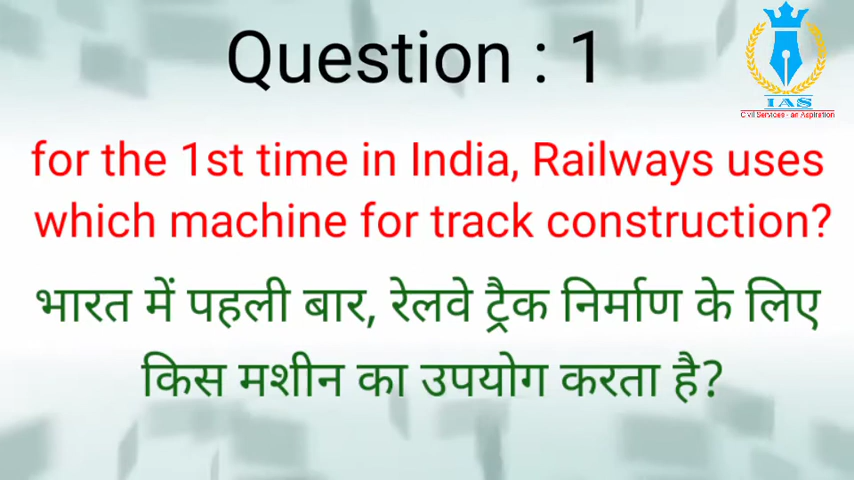 Question : 1
IAS
Civil Services - an Aspiration
for the 1st time in India, Railways uses
which machine for track construction?
भारत में पहली बार, रेलवे ट्रैक निर्माण के लिए
किस मशीन का उपयोग करता है?